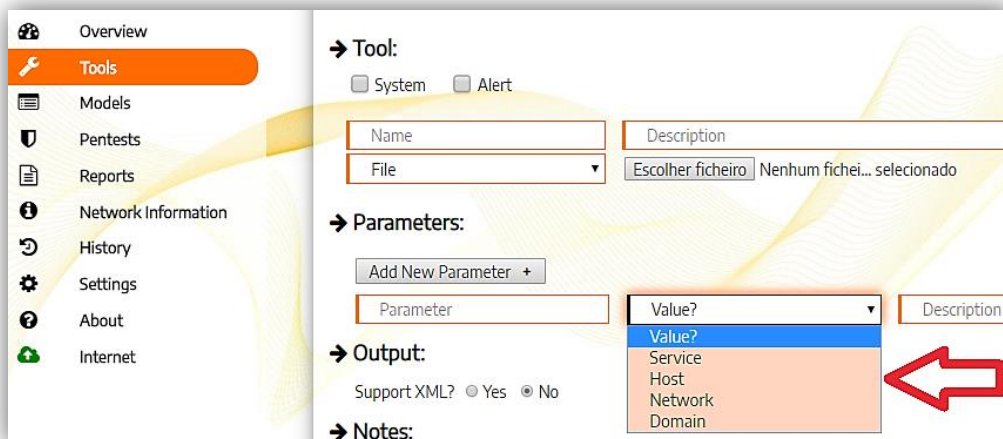 Overview
Tools
Models
Pentests
Reports
Network Information
History
Settings
About
Internet
Tool:
System Alert
Name Description
File Escolher ficheiro Nenhum fichei... selecionado
Parameters:
Add New Parameter +
Parameter Value? Description
Value?
Service
Host
Network
Domain
Output:
Support XML? Yes No
Notes: